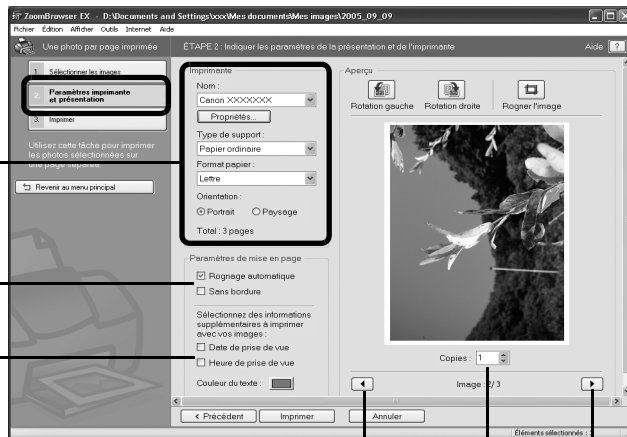 ZoomBrowser EX - D:\Documents and Settings\xxx\Mes documents\Mes images\2005_09_09
Fichier Édition Afficher Outils Internet Aide
Une photo par page imprimée
ÉTAPE 2 : Indiquer les paramètres de la présentation et de l'imprimante
Aide ?
1. Sélectionner les images
2. Paramètres imprimante
et présentation
3. Imprimer
Utilisez cette tâche pour imprimer
les photos sélectionnées sur
une page séparée.
Revenir au menu principal
Imprimante
Nom :
Canon XXXXXXX
Propriétés...
Type de support :
Papier ordinaire
Format papier :
Lettre
Orientation :
Portrait Paysage
Total : 3 pages
Paramètres de mise en page
Rognage automatique
Sans bordure
Sélectionnez des informations
supplémentaires à imprimer
avec vos images :
Date de prise de vue
Heure de prise de vue
Couleur du texte :
Aperçu
Rotation gauche Rotation droite Rogner l'image
Copies : 1
Image : 2/ 3
< Précédent Imprimer Annuler
Éléments sélectionnés :